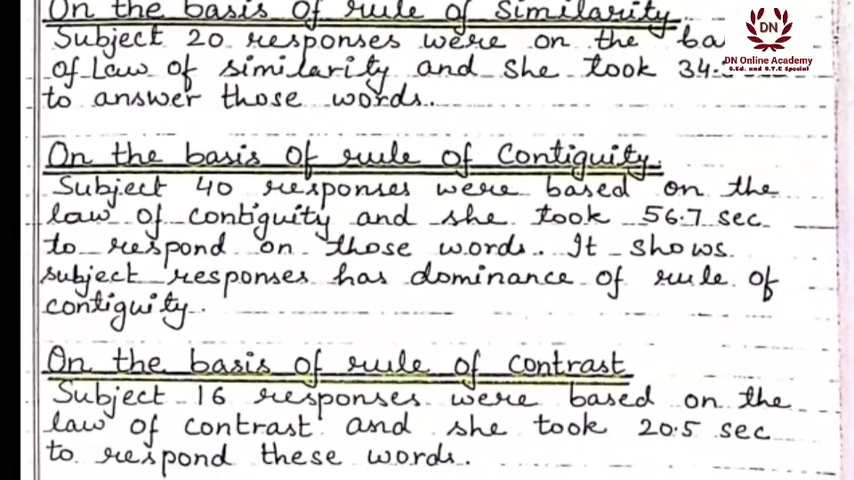 On the basis of rule of Similarity
Subject 20 responses were on the
of Law of similarity and she took
to answer those words.
On the basis of rule of Contiguity.
Subject 40 responses were based on the
law of contiguity and she took 56.7 sec
to respond on those words. It shows
subject responses has dominance of rule of
contiguity.
On the basis of rule of contrast
Subject 16 responses were based on the
law of contrast and she took 20.5 sec
to respond these words.
DN
DN Online Academy
B.Ed. and B.T.C Special